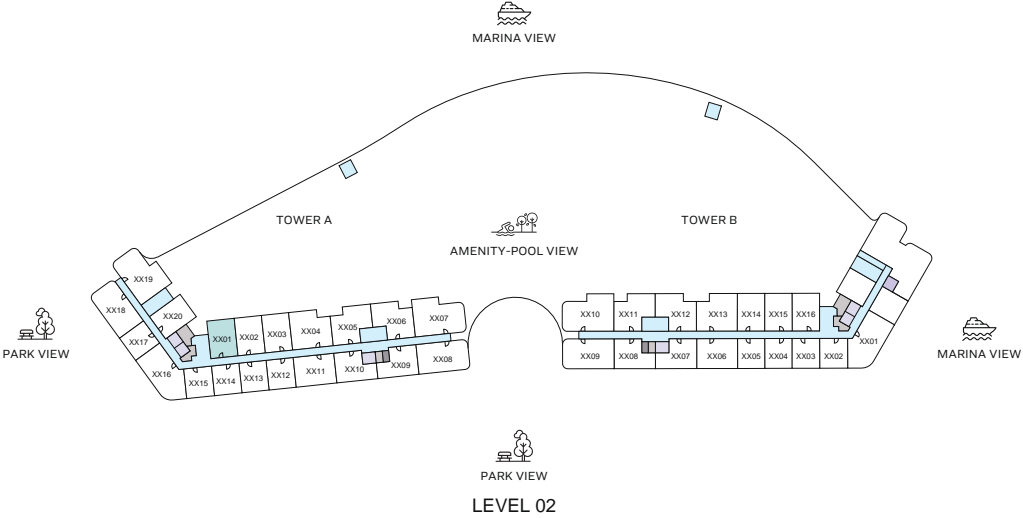 MARINA VIEW
TOWER A
TOWER B
AMENITY-POOL VIEW
XX19
XX18
XX20
XX17
XX16
XX01
XX02
XX03
XX04
XX05
XX06
XX07
XX15
XX14
XX13
XX12
XX11
XX10
XX09
XX08
XX10
XX11
XX12
XX13
XX14
XX15
XX16
XX01
XX09
XX08
XX07
XX06
XX05
XX04
XX03
XX02
PARK VIEW
MARINA VIEW
PARK VIEW
LEVEL 02